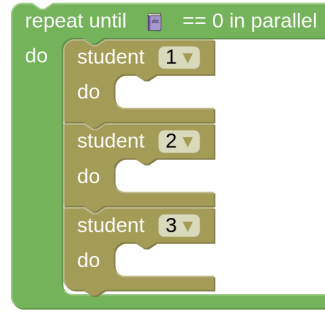 repeat until == 0 in parallel
do
student 1 ▾
do
student 2 ▾
do
student 3 ▾
do